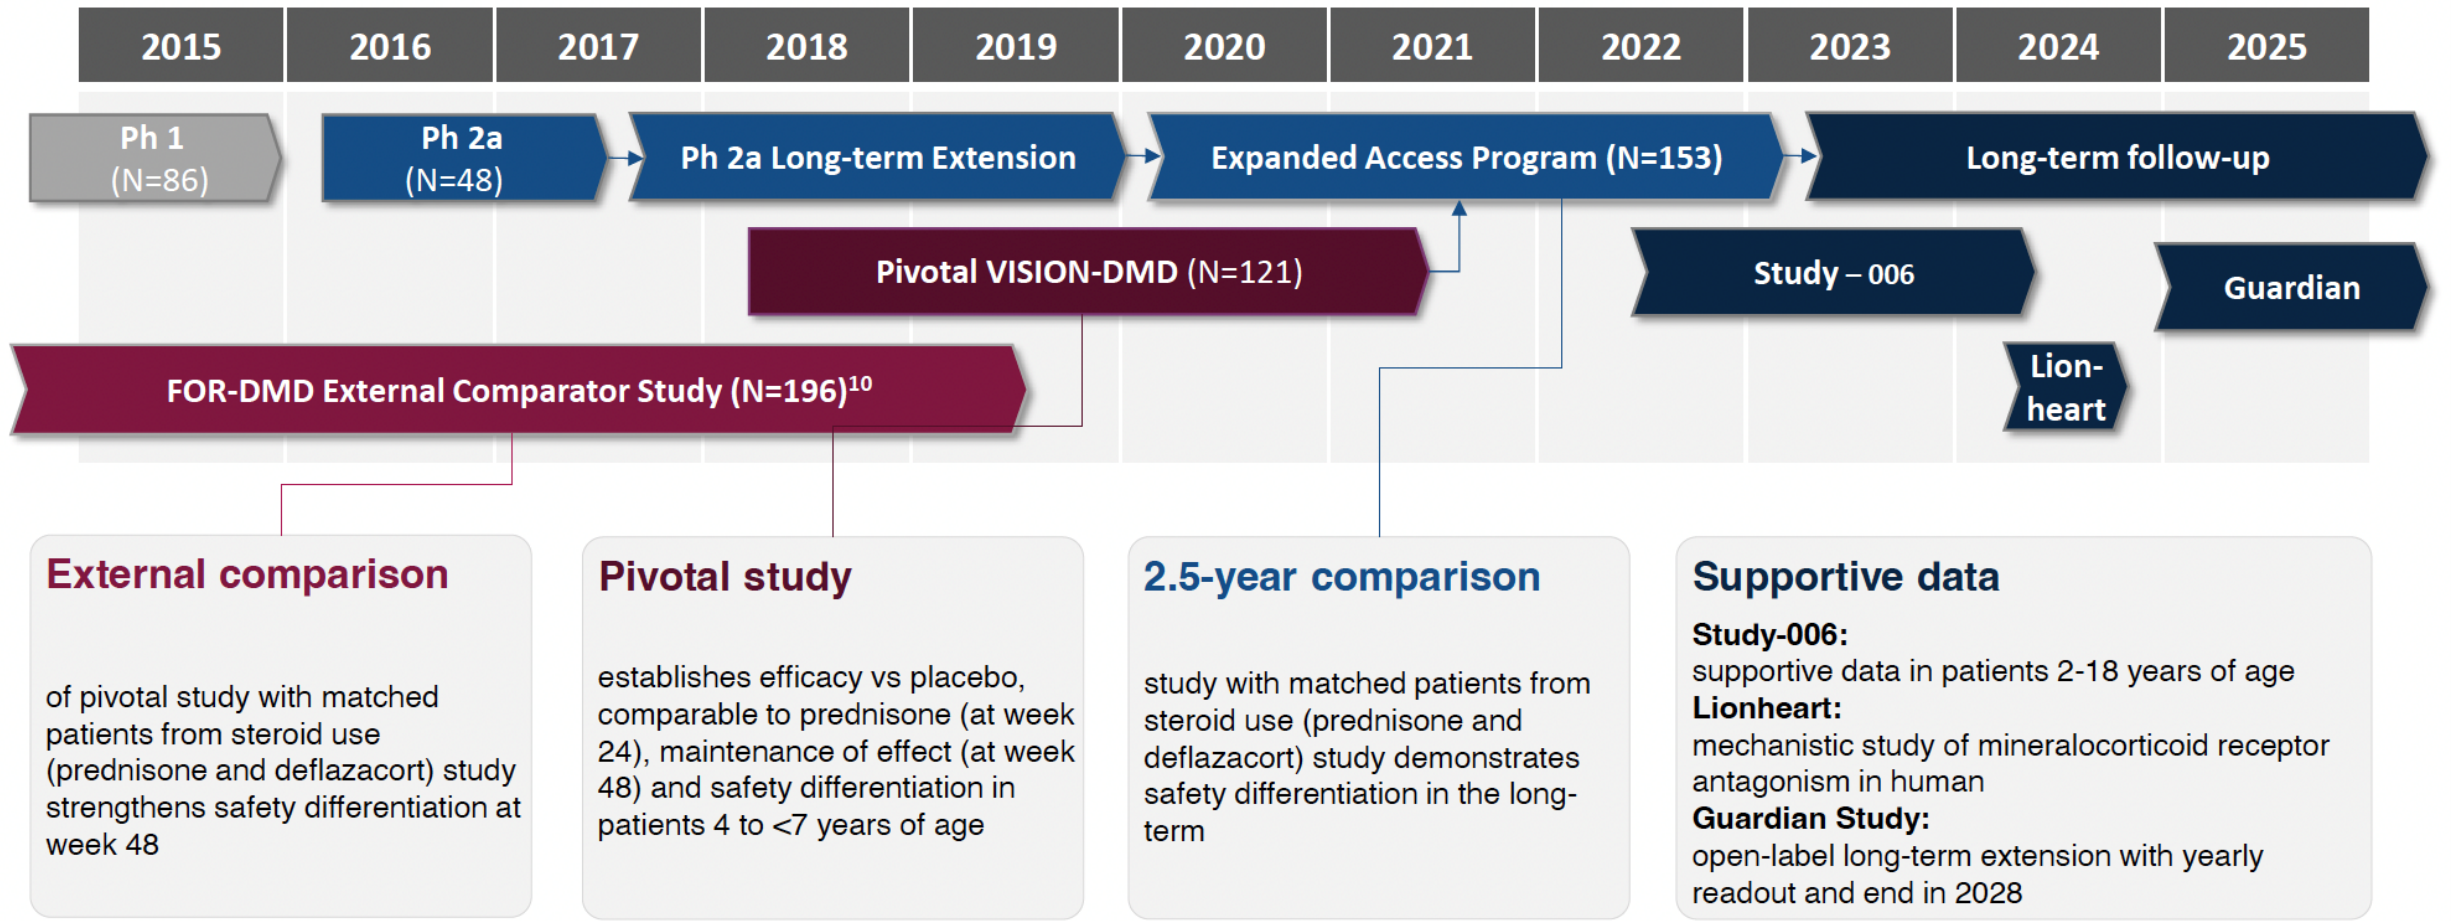 2015 2016 2017 2018 2019 2020 2021 2022 2023 2024 2025
Ph 1
(N=86)
Ph 2a
(N=48)
Ph 2a Long-term Extension
Expanded Access Program (N=153)
Long-term follow-up
Pivotal VISION-DMD (N=121)
Study – 006
Guardian
FOR-DMD External Comparator Study (N=196)10
Lion-
heart
External comparison
of pivotal study with matched
patients from steroid use
(prednisone and deflazacort) study
strengthens safety differentiation at
week 48
Pivotal study
establishes efficacy vs placebo,
comparable to prednisone (at week
24), maintenance of effect (at week
48) and safety differentiation in
patients 4 to <7 years of age
2.5-year comparison
study with matched patients from
steroid use (prednisone and
deflazacort) study demonstrates
safety differentiation in the long-
term
Supportive data
Study-006:
supportive data in patients 2-18 years of age
Lionheart:
mechanistic study of mineralocorticoid receptor
antagonism in human
Guardian Study:
open-label long-term extension with yearly
readout and end in 2028